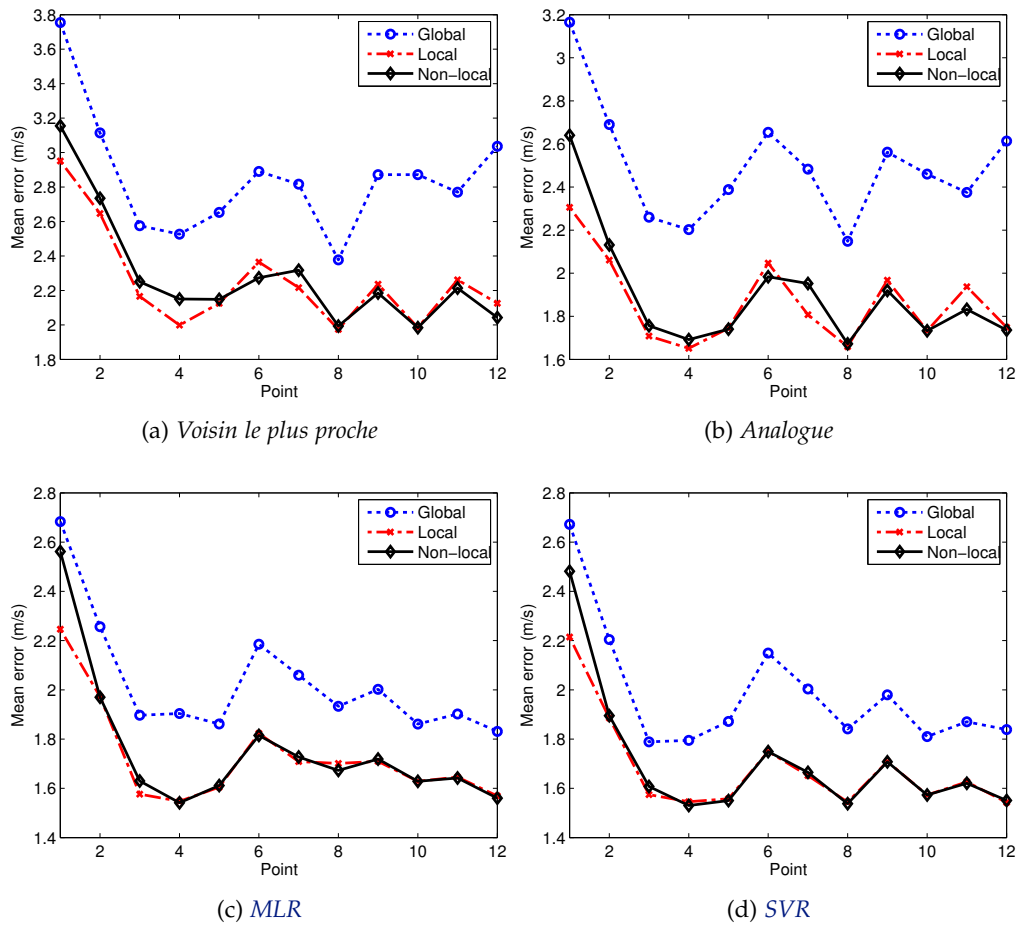 3.8
3.6
3.4
3.2
3
2.8
2.6
2.4
2.2
2
1.8
Mean error (m/s)
Global
Local
Non−local
2 4 6 8 10 12
Point
(a) Voisin le plus proche
3.2
3
2.8
2.6
2.4
2.2
2
1.8
1.6
Mean error (m/s)
Global
Local
Non−local
2 4 6 8 10 12
Point
(b) Analogue
2.8
2.6
2.4
2.2
2
1.8
1.6
1.4
Mean error (m/s)
Global
Local
Non−local
2 4 6 8 10 12
Point
(c) MLR
2.8
2.6
2.4
2.2
2
1.8
1.6
1.4
Mean error (m/s)
Global
Local
Non−local
2 4 6 8 10 12
Point
(d) SVR